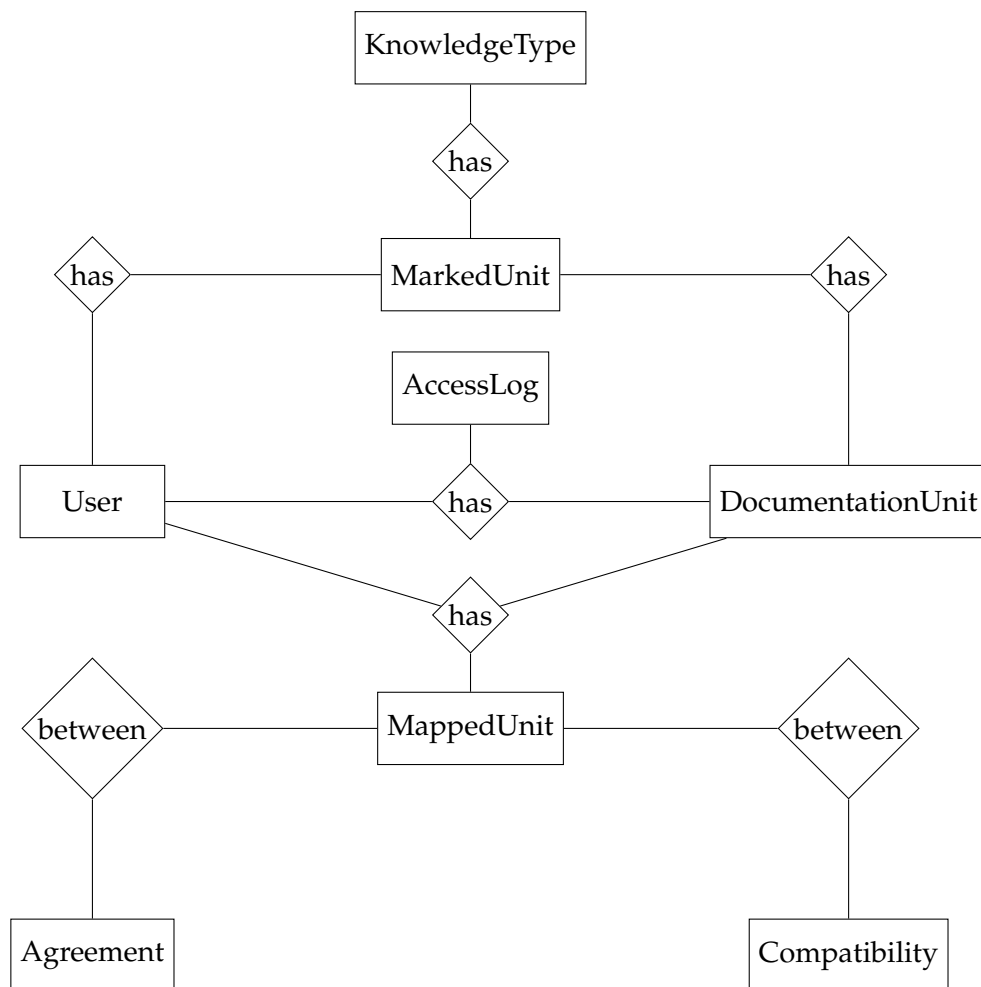 KnowledgeType
has
has
MarkedUnit
has
AccessLog
User
has
DocumentationUnit
has
between
MappedUnit
between
Agreement
Compatibility